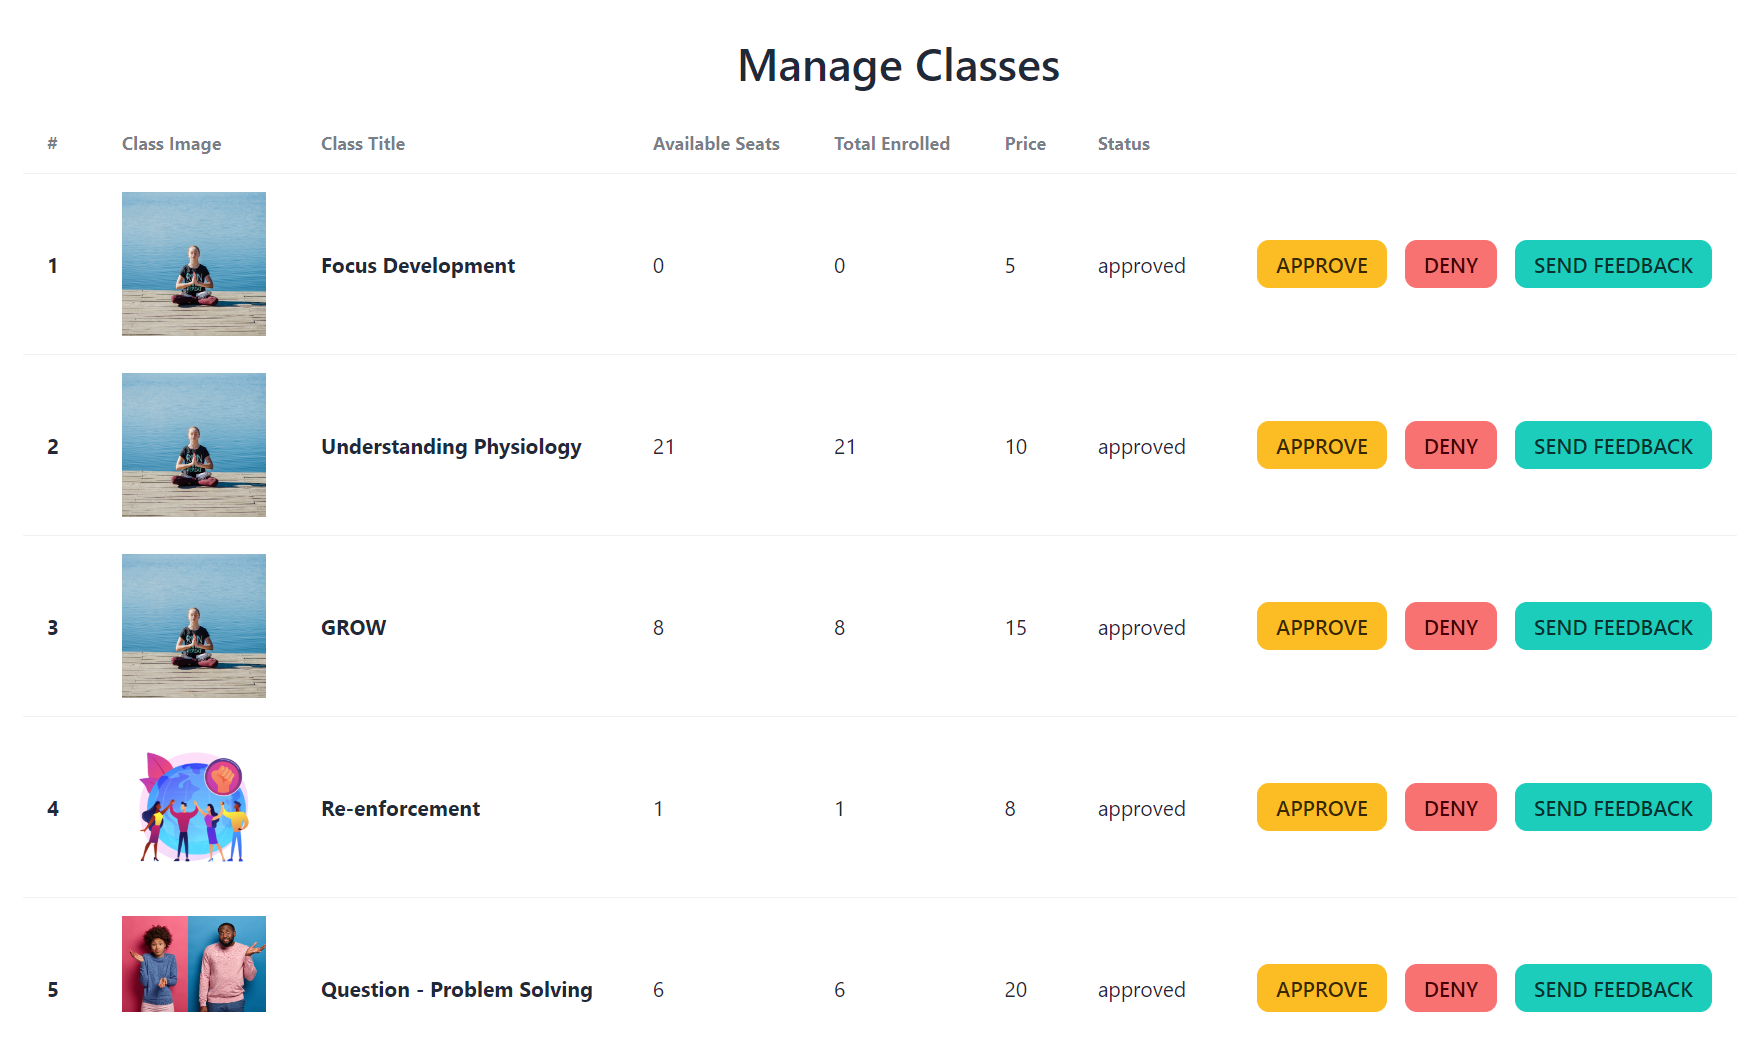 Manage Classes
# Class Image Class Title Available Seats Total Enrolled Price Status
1 Focus Development 0 0 5 approved APPROVE DENY SEND FEEDBACK
2 Understanding Physiology 21 21 10 approved APPROVE DENY SEND FEEDBACK
3 GROW 8 8 15 approved APPROVE DENY SEND FEEDBACK
4 Re-enforcement 1 1 8 approved APPROVE DENY SEND FEEDBACK
5 Question - Problem Solving 6 6 20 approved APPROVE DENY SEND FEEDBACK